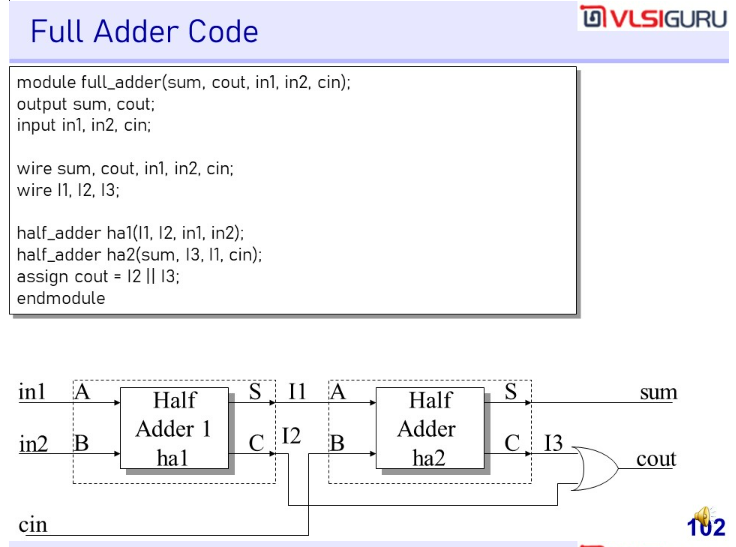 Full Adder Code
VLSIGURU
module full_adder(sum, cout, in1, in2, cin);
output sum, cout;
input in1, in2, cin;
wire sum, cout, in1, in2, cin;
wire I1, I2, I3;
half_adder ha1(I1, I2, in1, in2);
half_adder ha2(sum, I3, I1, cin);
assign cout = I2 || I3;
endmodule
in1 A Half S I1 A Half S sum
Adder 1 Adder
in2 B ha1 C I2 B ha2 C I3 cout
cin
102